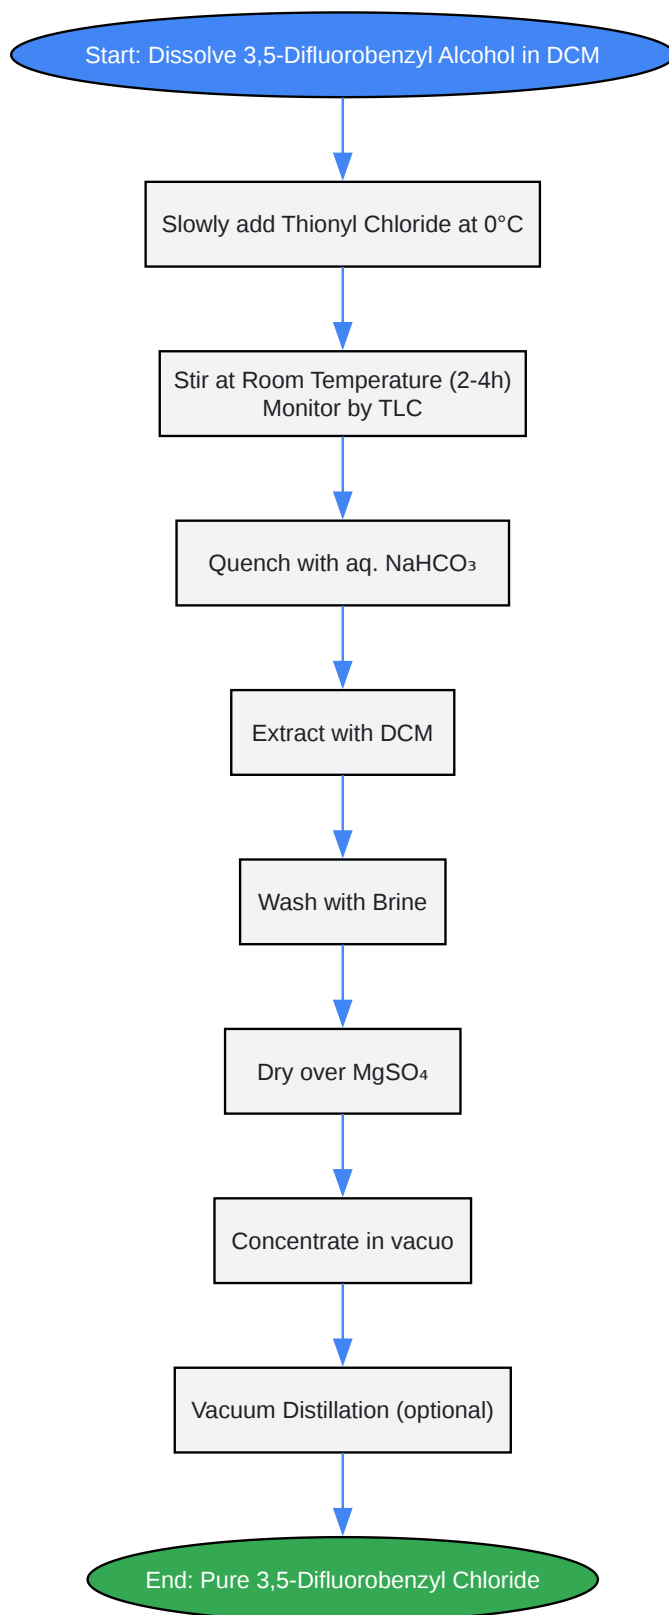 Start: Dissolve 3,5-Difluorobenzyl Alcohol in DCM
Slowly add Thionyl Chloride at 0°C
Stir at Room Temperature (2-4h)
Monitor by TLC
Quench with aq. NaHCO₃
Extract with DCM
Wash with Brine
Dry over MgSO₄
Concentrate in vacuo
Vacuum Distillation (optional)
End: Pure 3,5-Difluorobenzyl Chloride